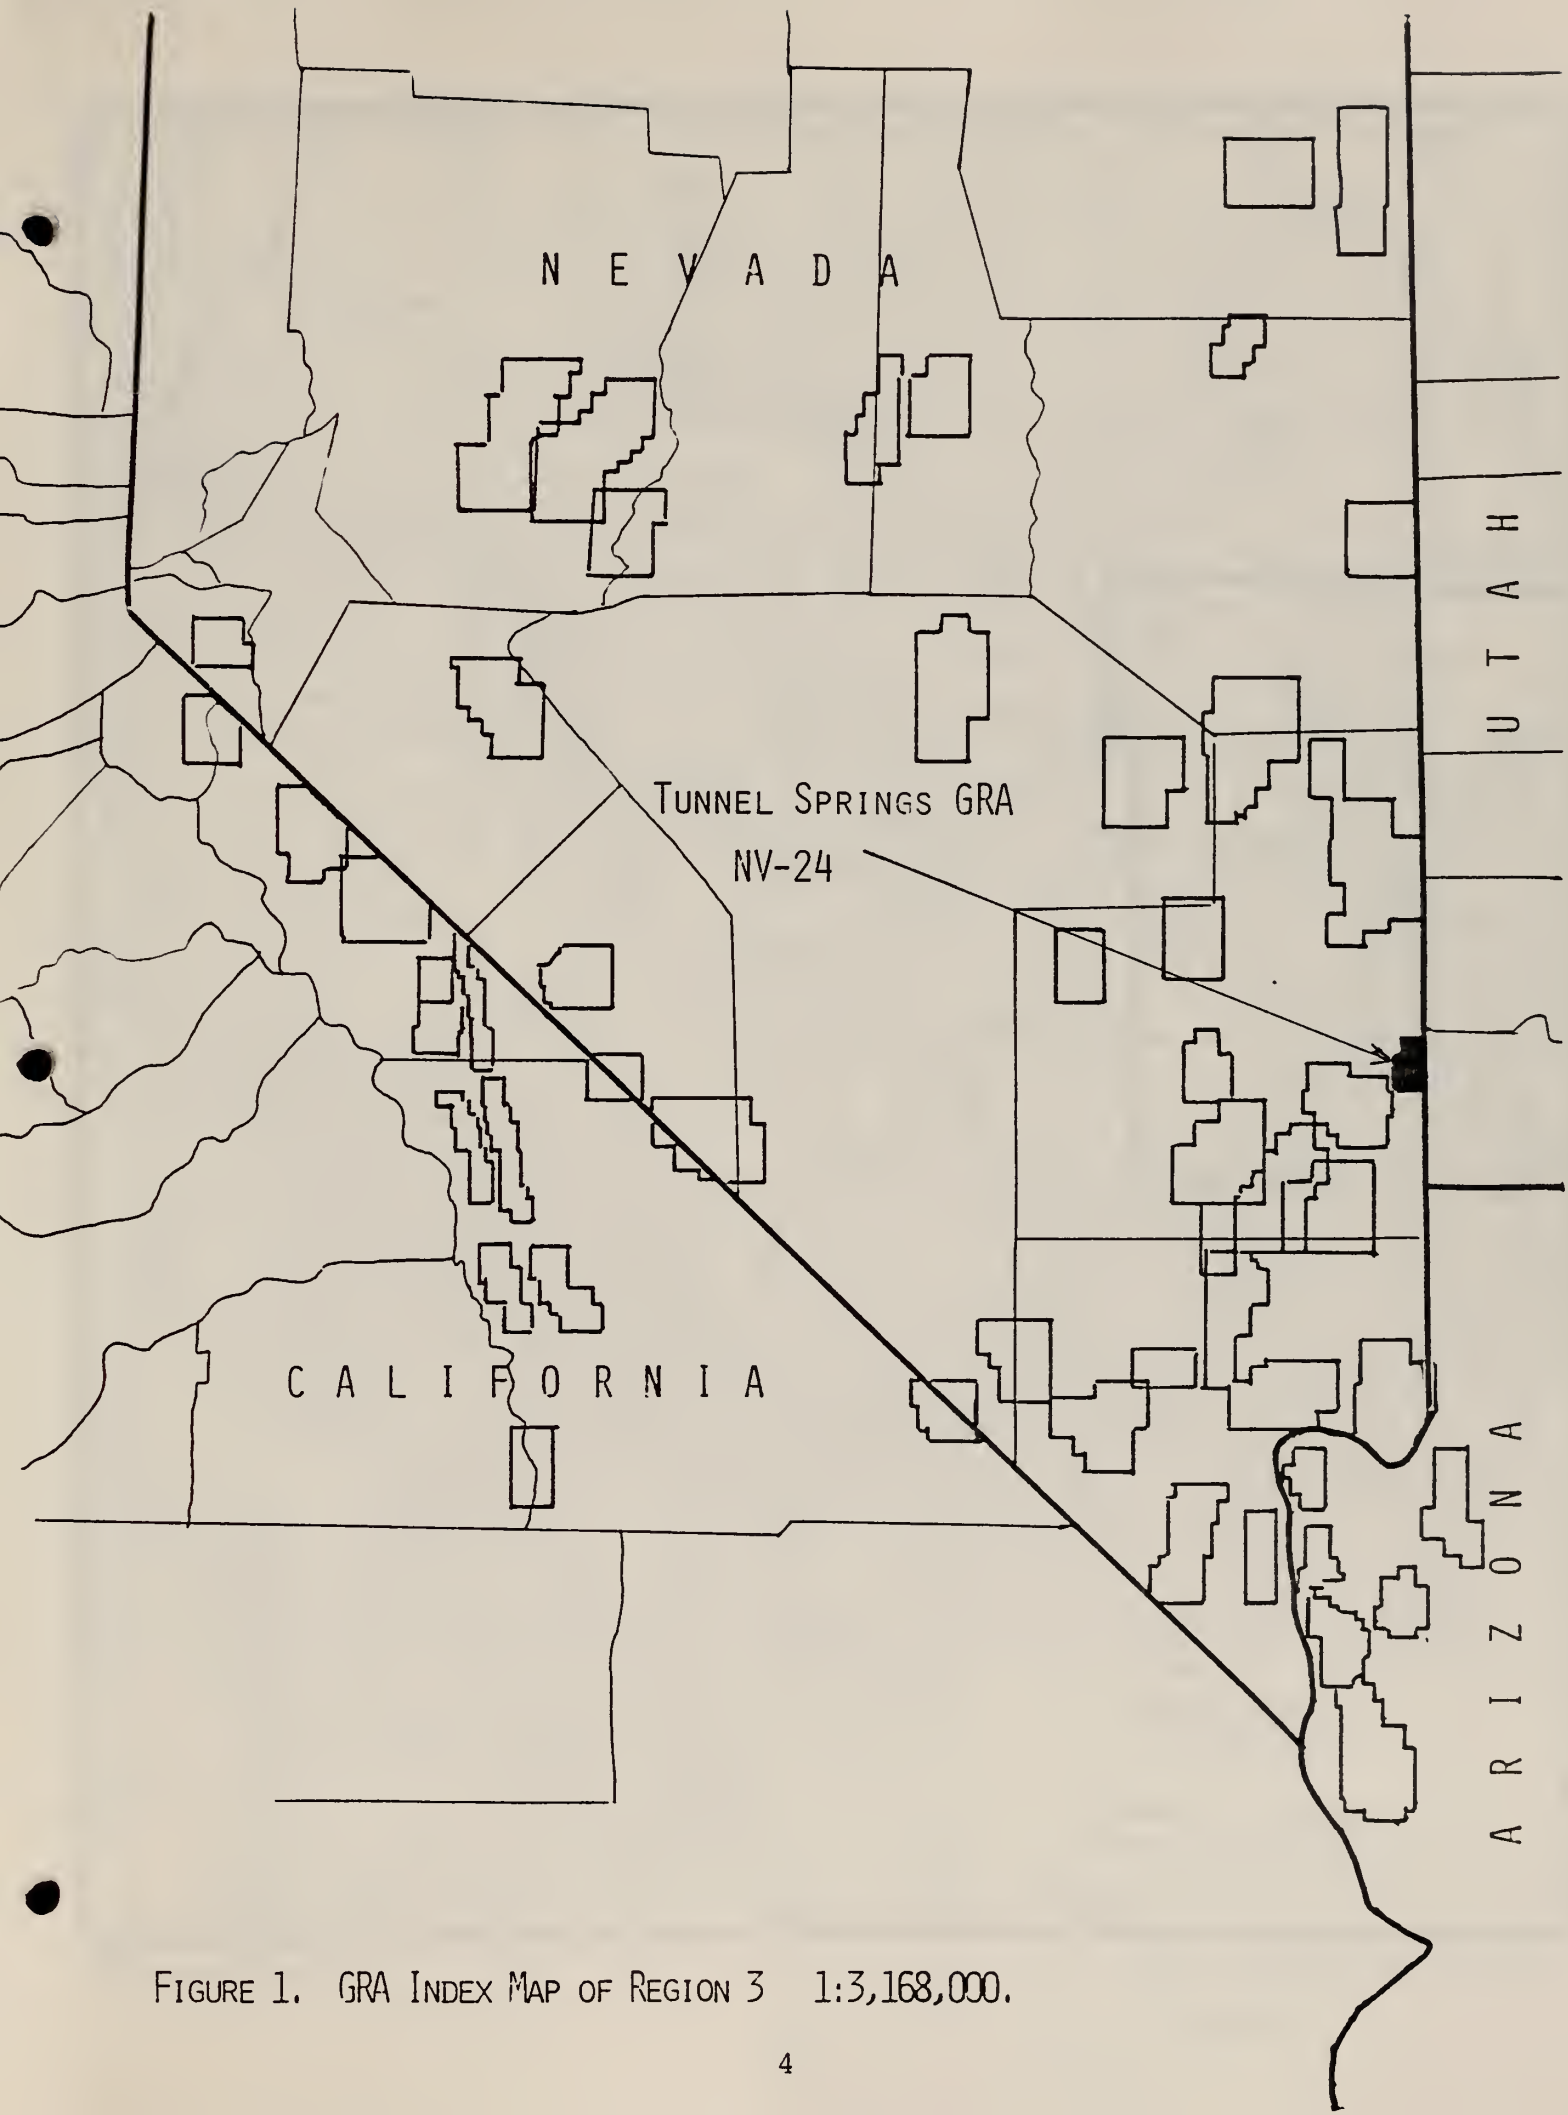 N E V A D A
U T A H
TUNNEL SPRINGS GRA
NV-24
C A L I F O R N I A
A R I Z O N A
FIGURE 1. GRA INDEX MAP OF REGION 3 1:3,168,000.
4